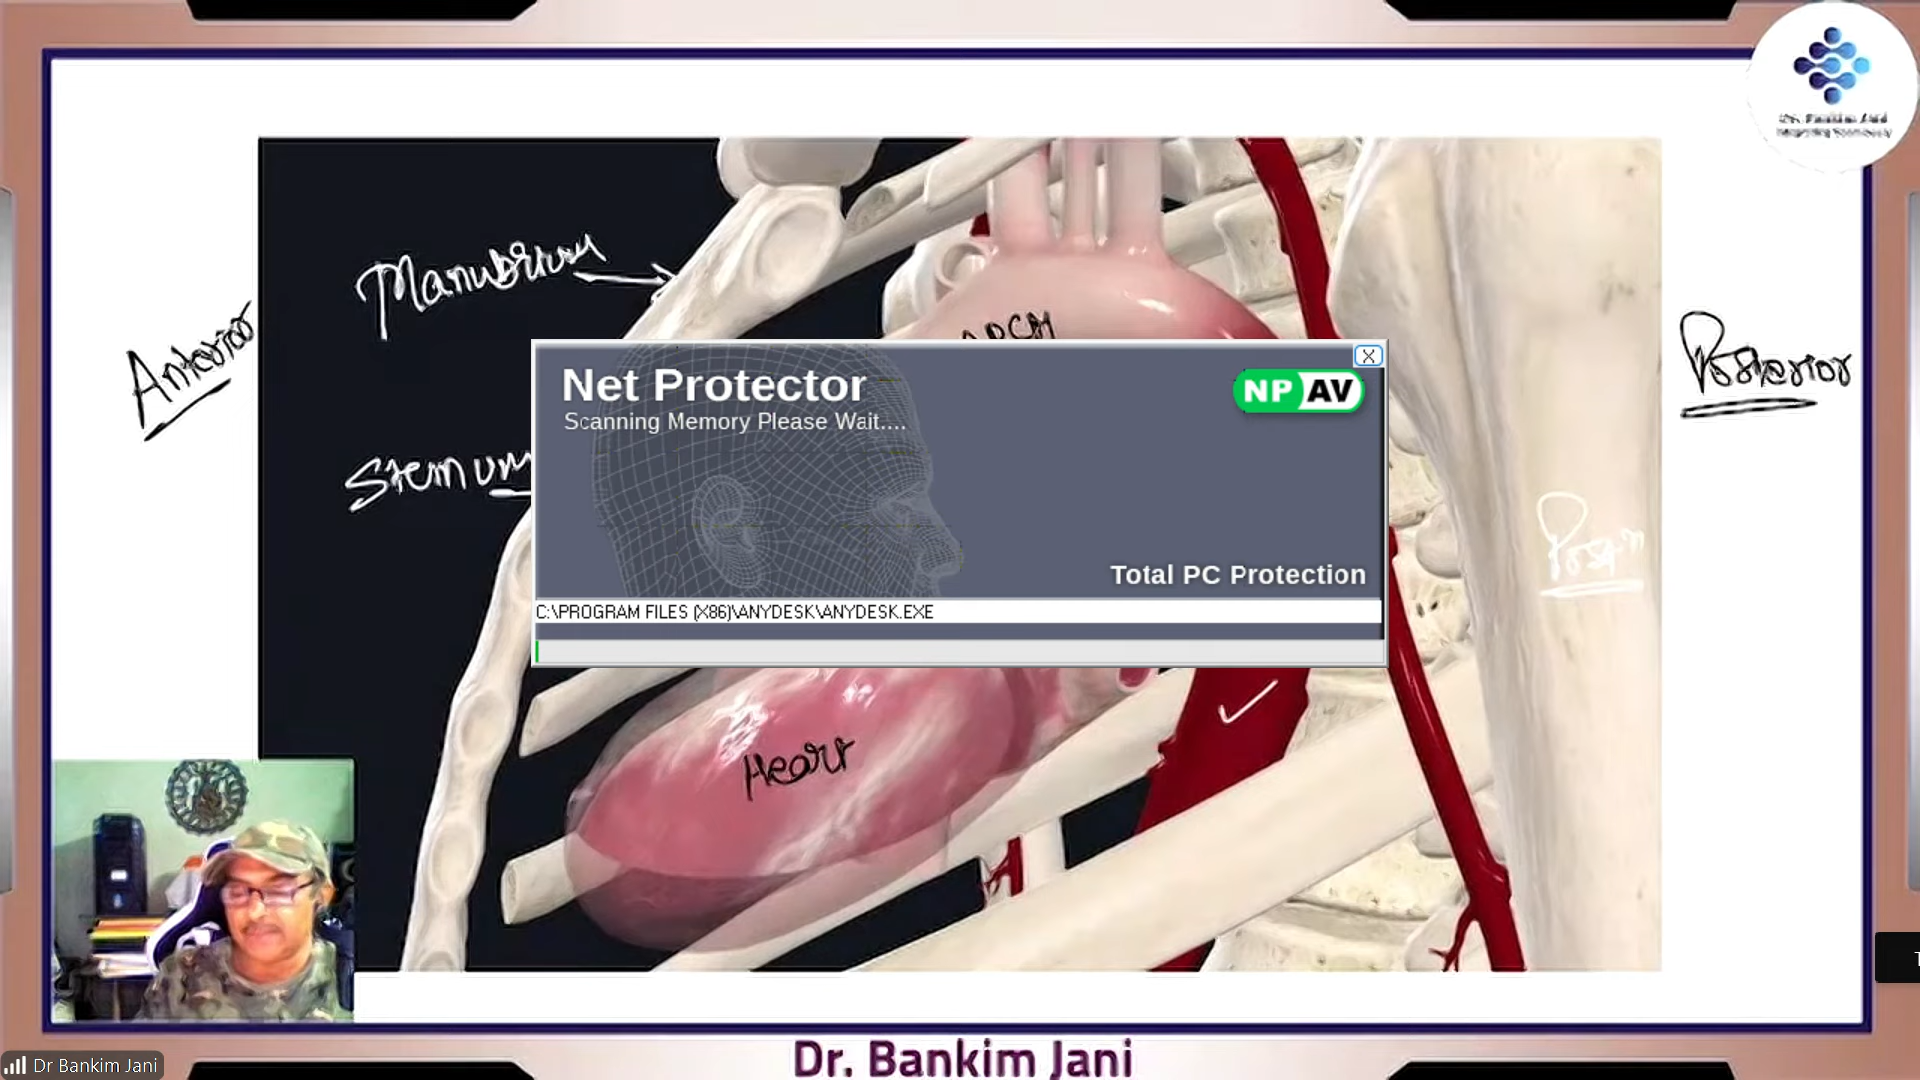 Manubrium
Anterior
Posterior
ARCH
Net Protector
NP AV
Scanning Memory Please Wait....
Sternum
Total PC Protection
C:\PROGRAM FILES (X86)\ANYDESK\ANYDESK.EXE
Heart
Dr. Bankim Jani
Dr Bankim Jani